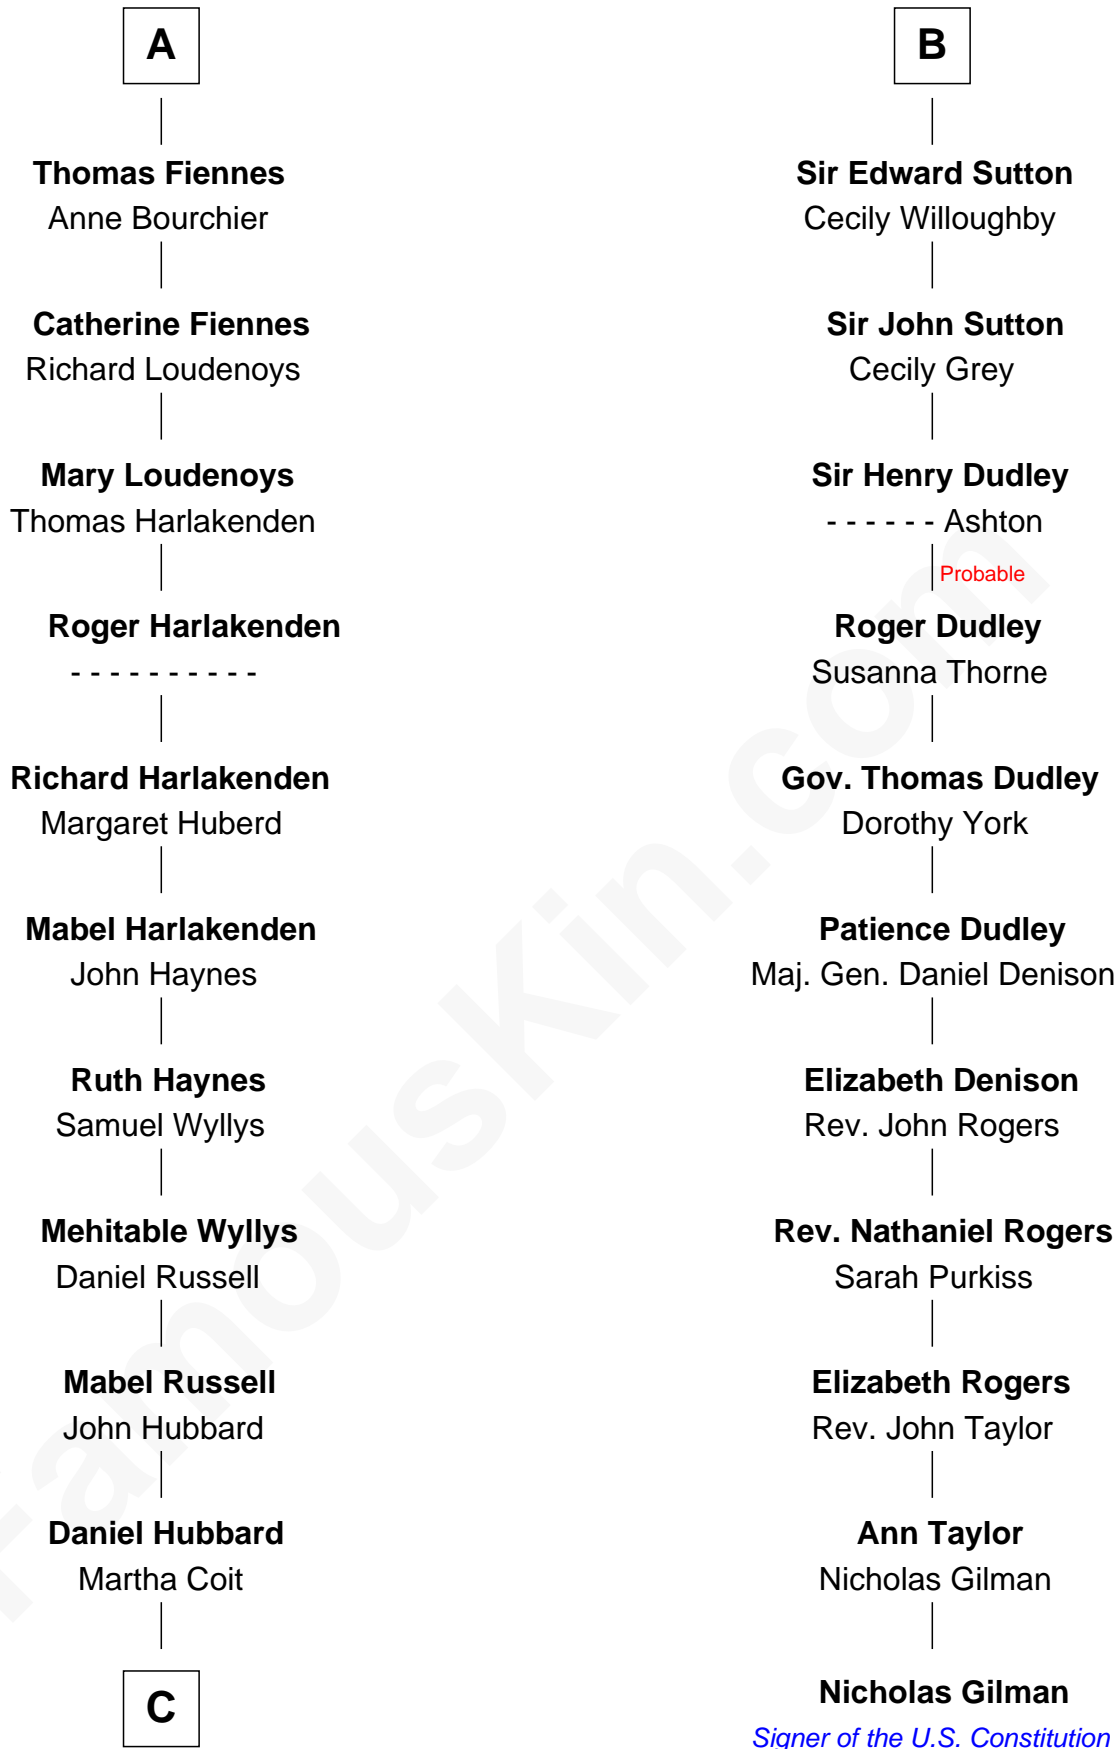 A
Thomas Fiennes
Anne Bourchier
Catherine Fiennes
Richard Loudenoys
Mary Loudenoys
Thomas Harlakenden
Roger Harlakenden
- - - - - - - - - -
Richard Harlakenden
Margaret Huberd
Mabel Harlakenden
John Haynes
Ruth Haynes
Samuel Wyllys
Mehitable Wyllys
Daniel Russell
Mabel Russell
John Hubbard
Daniel Hubbard
Martha Coit
C
B
Sir Edward Sutton
Cecily Willoughby
Sir John Sutton
Cecily Grey
Sir Henry Dudley
- - - - - - Ashton
Probable
Roger Dudley
Susanna Thorne
Gov. Thomas Dudley
Dorothy York
Patience Dudley
Maj. Gen. Daniel Denison
Elizabeth Denison
Rev. John Rogers
Rev. Nathaniel Rogers
Sarah Purkiss
Elizabeth Rogers
Rev. John Taylor
Ann Taylor
Nicholas Gilman
Nicholas Gilman
Signer of the U.S. Constitution
FamousKin.com